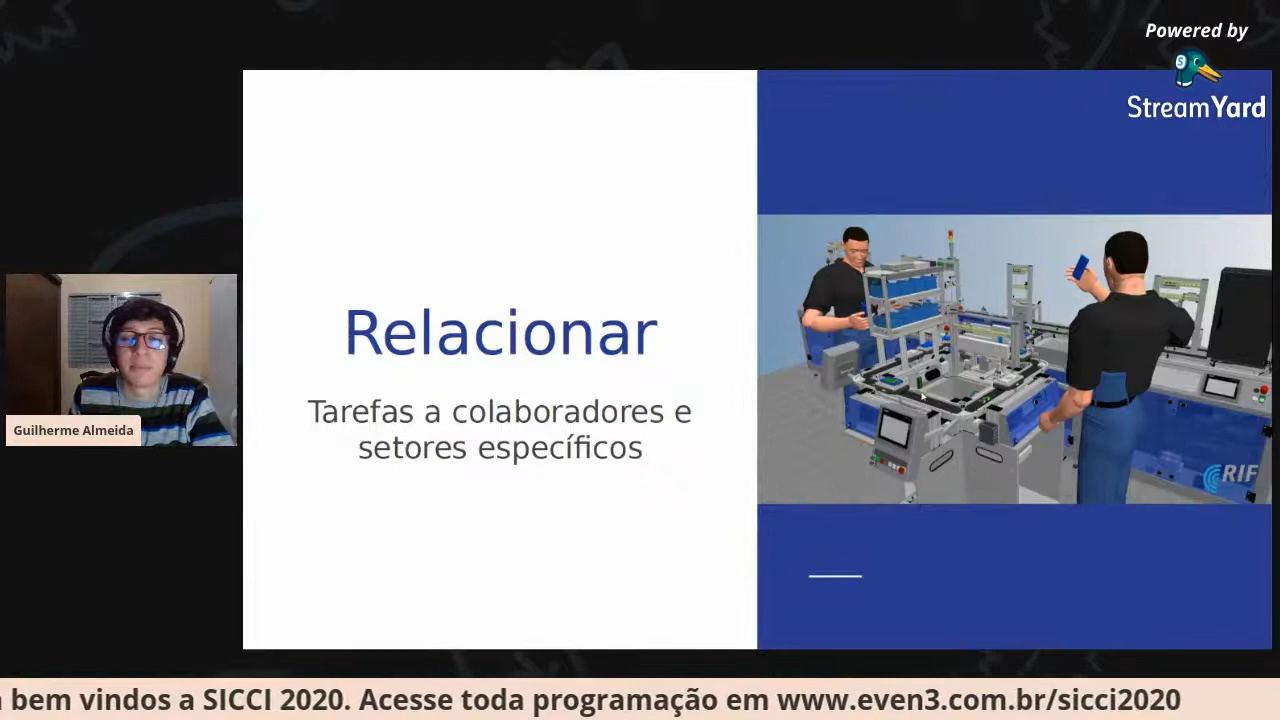 Powered by
StreamYard
Relacionar
Tarefas a colaboradores e
setores específicos
Guilherme Almeida
RIF
bem vindos a SICCI 2020. Acesse toda programação em www.even3.com.br/sicci2020